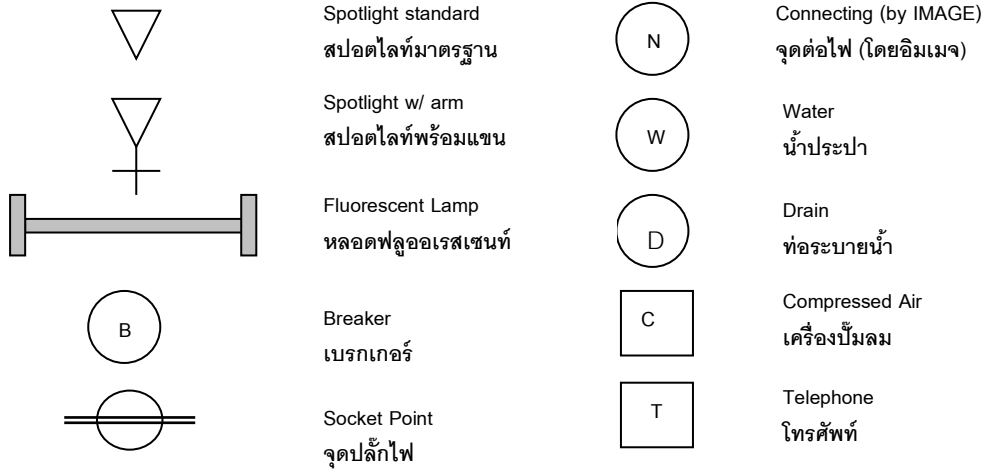 Spotlight standard
สปอตไลท์มาตรฐาน
Spotlight w/ arm
สปอตไลท์พร้อมแขน
Fluorescent Lamp
หลอดฟลูออเรสเซนท์
B
Breaker
เบรกเกอร์
Socket Point
จุดปลั๊กไฟ
N
Connecting (by IMAGE)
จุดต่อไฟ (โดยอิมเมจ)
W
Water
น้ำประปา
D
Drain
ท่อระบายน้ำ
C
Compressed Air
เครื่องปั๊มลม
T
Telephone
โทรศัพท์